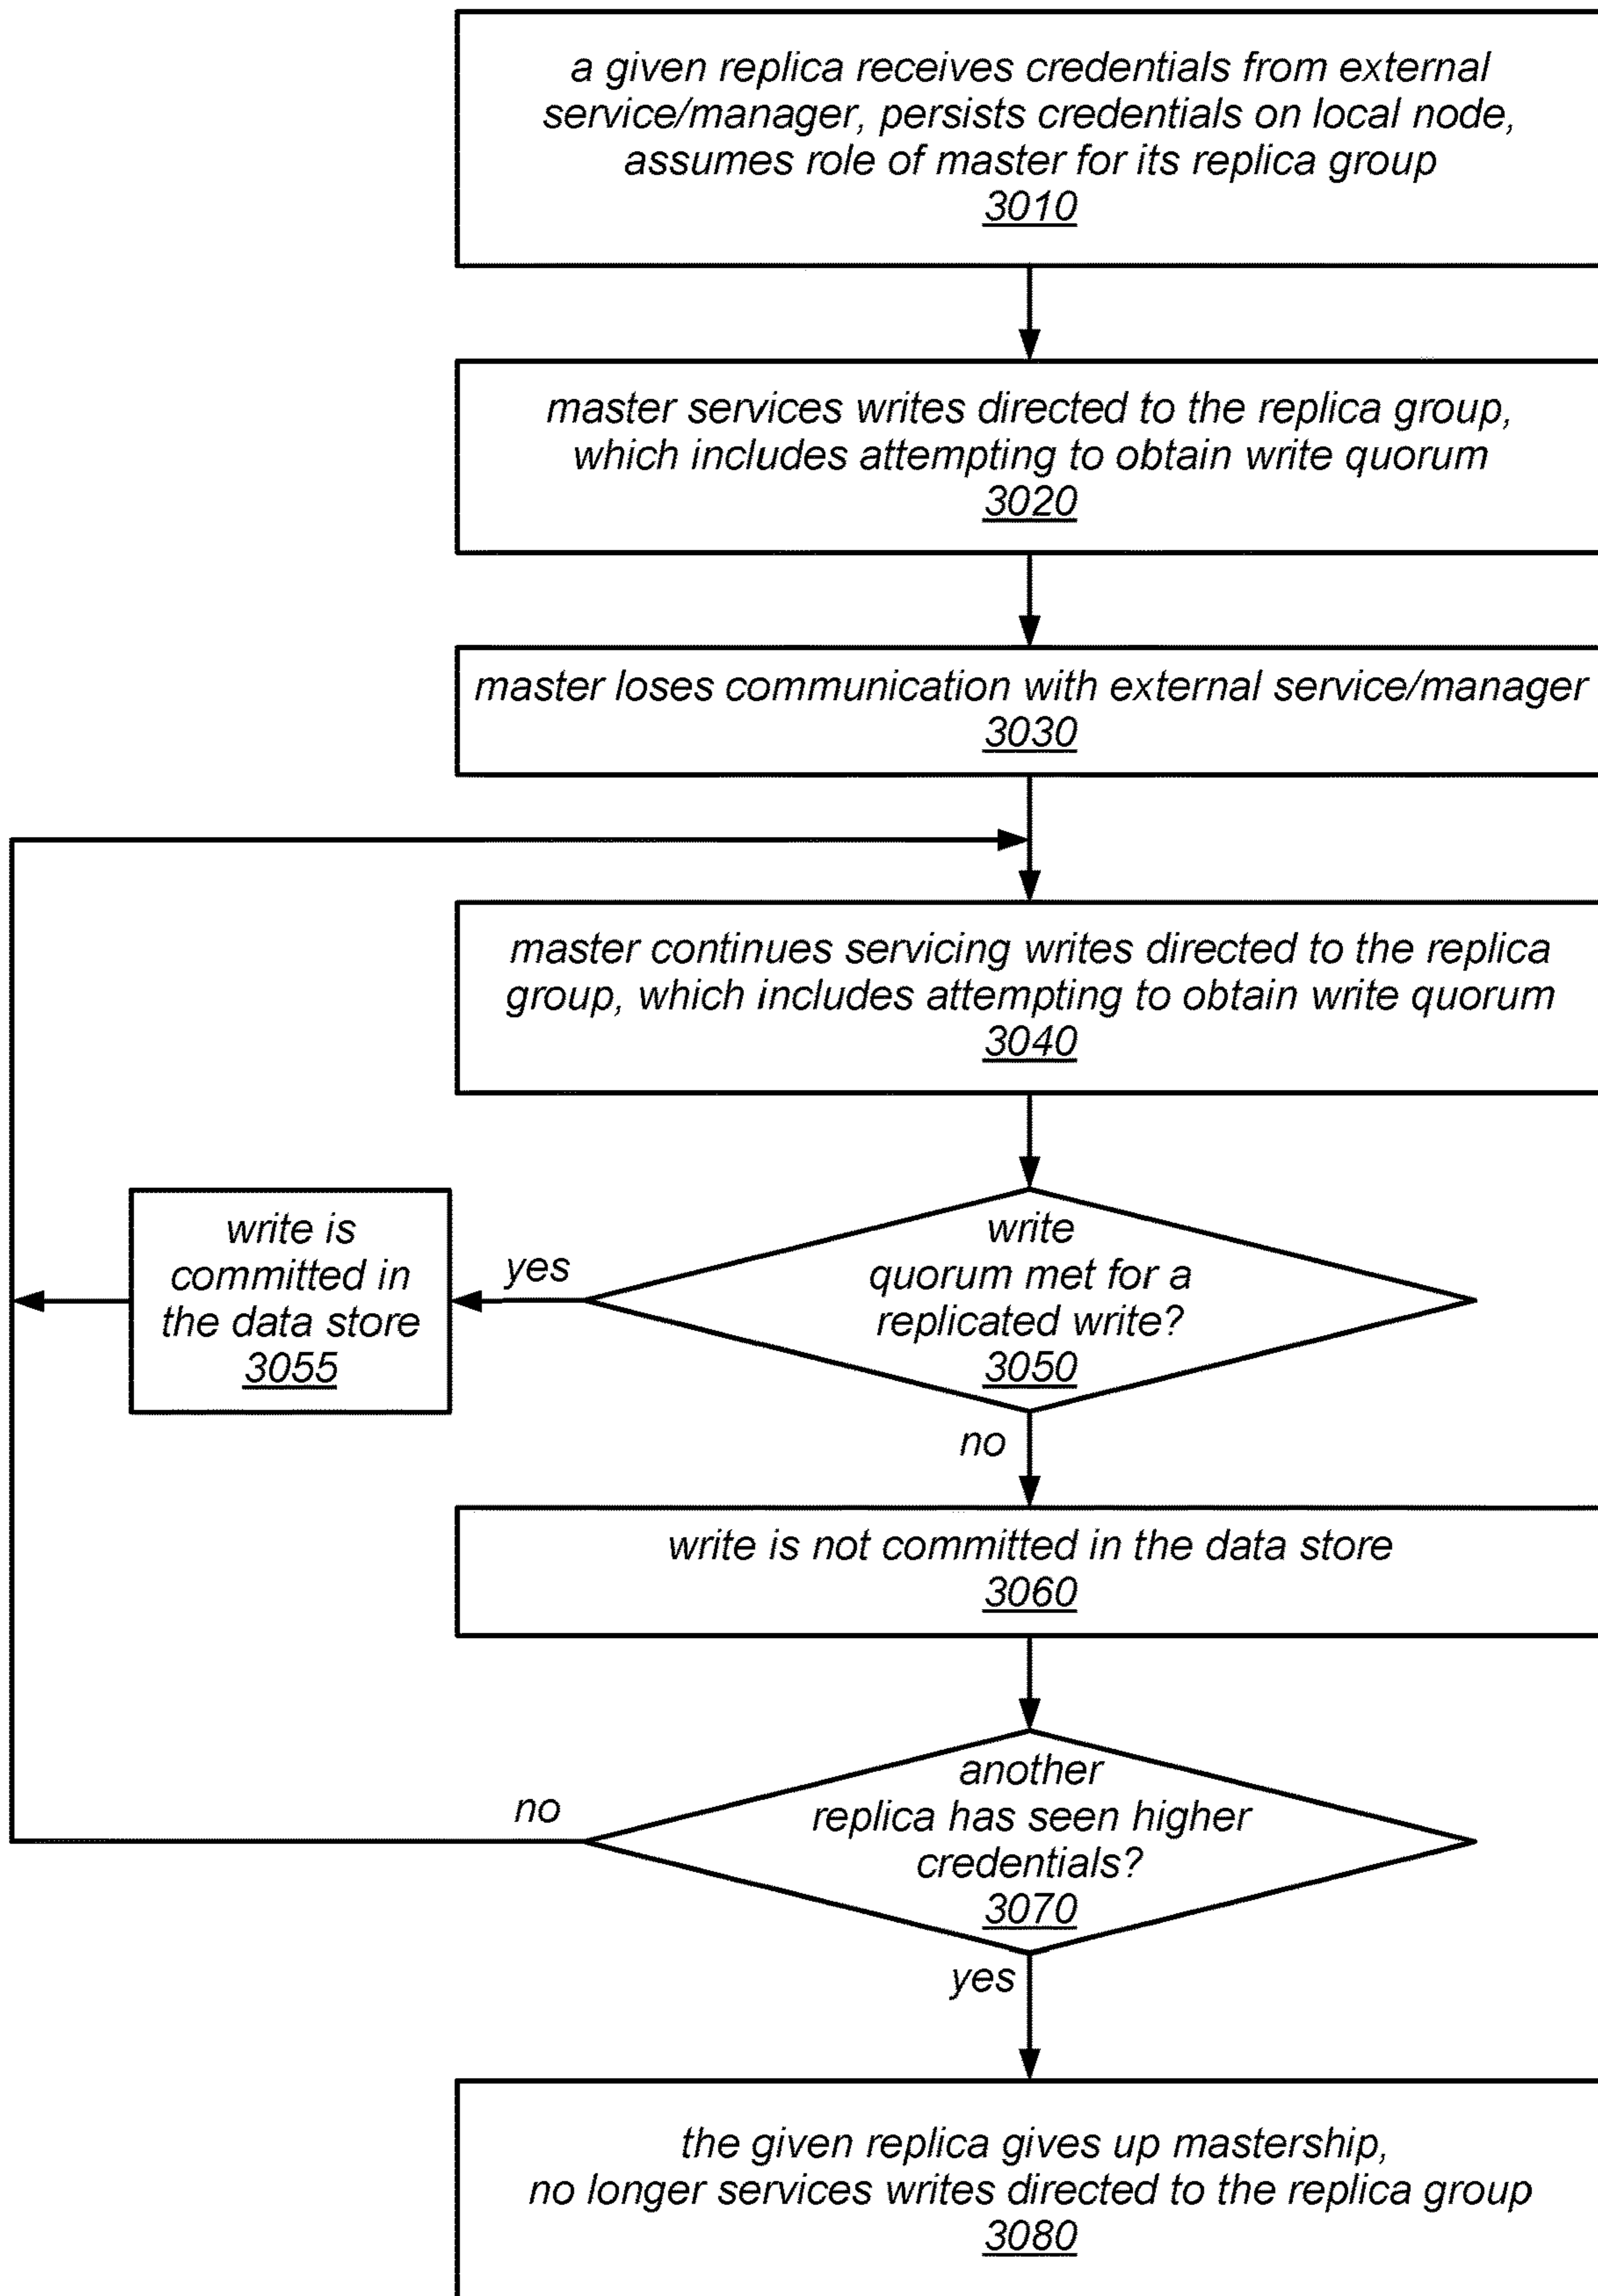 a given replica receives credentials from external
service/manager, persists credentials on local node,
assumes role of master for its replica group
3010
master services writes directed to the replica group,
which includes attempting to obtain write quorum
3020
master loses communication with external service/manager
3030
master continues servicing writes directed to the replica
group, which includes attempting to obtain write quorum
3040
write
quorum met for a
replicated write?
3050
yes
write is
committed in
the data store
3055
no
write is not committed in the data store
3060
another
replica has seen higher
credentials?
3070
no
yes
the given replica gives up mastership,
no longer services writes directed to the replica group
3080